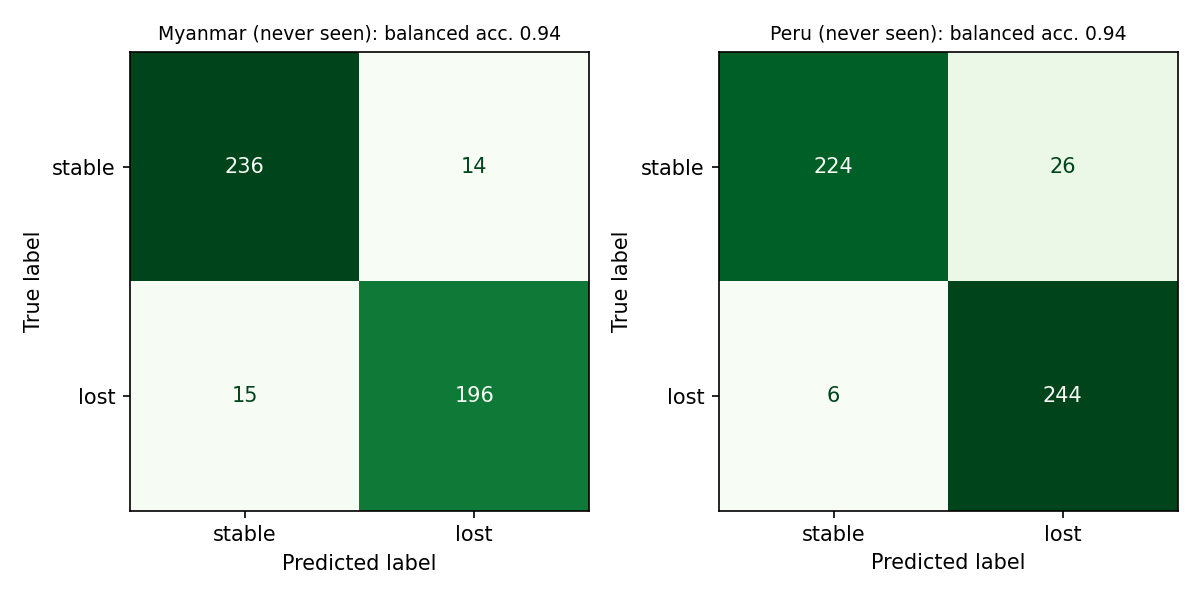 Myanmar (never seen): balanced acc. 0.94
True label
stable
236
14
lost
15
196
stable
lost
Predicted label
Peru (never seen): balanced acc. 0.94
True label
stable
224
26
lost
6
244
stable
lost
Predicted label